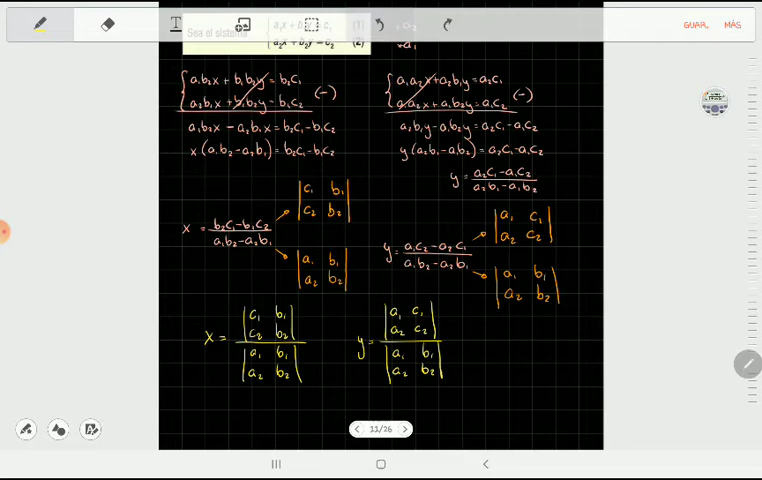 GUAR. MÁS
Sea el sistema
a₁x + b₁y = c₁ (1)
a₂x + b₂y = c₂ (2)
a₁b₂x + b₁b₂y = b₂c₁
a₂b₁x + b₁b₂y = b₁c₂ (-)
a₁b₂x - a₂b₁x = b₂c₁ - b₁c₂
x(a₁b₂ - a₂b₁) = b₂c₁ - b₁c₂
x = b₂c₁ - b₁c₂
a₁b₂ - a₂b₁
c₁ b₁
c₂ b₂
a₁ b₁
a₂ b₂
a₁a₂x + a₂b₁y = a₂c₁
a₁a₂x + a₁b₂y = a₁c₂ (-)
a₂b₁y - a₁b₂y = a₂c₁ - a₁c₂
y(a₂b₁ - a₁b₂) = a₂c₁ - a₁c₂
y = a₂c₁ - a₁c₂
a₂b₁ - a₁b₂
y = a₁c₂ - a₂c₁
a₁b₂ - a₂b₁
a₁ c₁
a₂ c₂
a₁ b₁
a₂ b₂
x =
c₁ b₁
c₂ b₂
a₁ b₁
a₂ b₂
y =
a₁ c₁
a₂ c₂
a₁ b₁
a₂ b₂
11/26